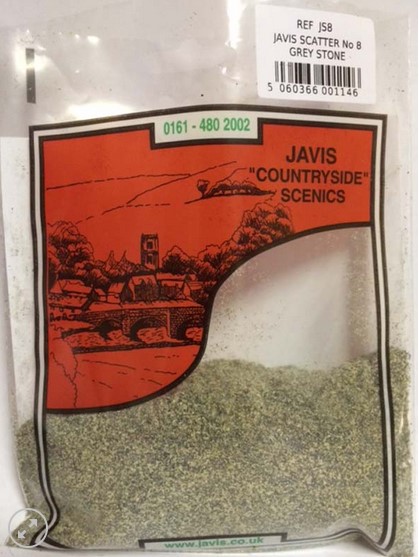 REF JS8
JAVIS SCATTER No 8
GREY STONE
5 060366 001146
0161 - 480 2002
JAVIS
"COUNTRYSIDE"
SCENICS
www.javis.co.uk